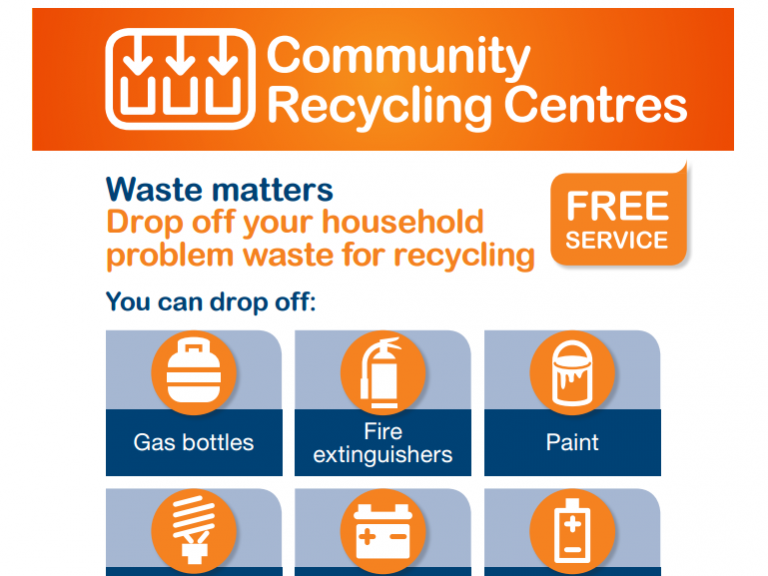 Community
Recycling Centres
Waste matters
Drop off your household
problem waste for recycling
FREE
SERVICE
You can drop off:
Gas bottles
Fire
extinguishers
Paint